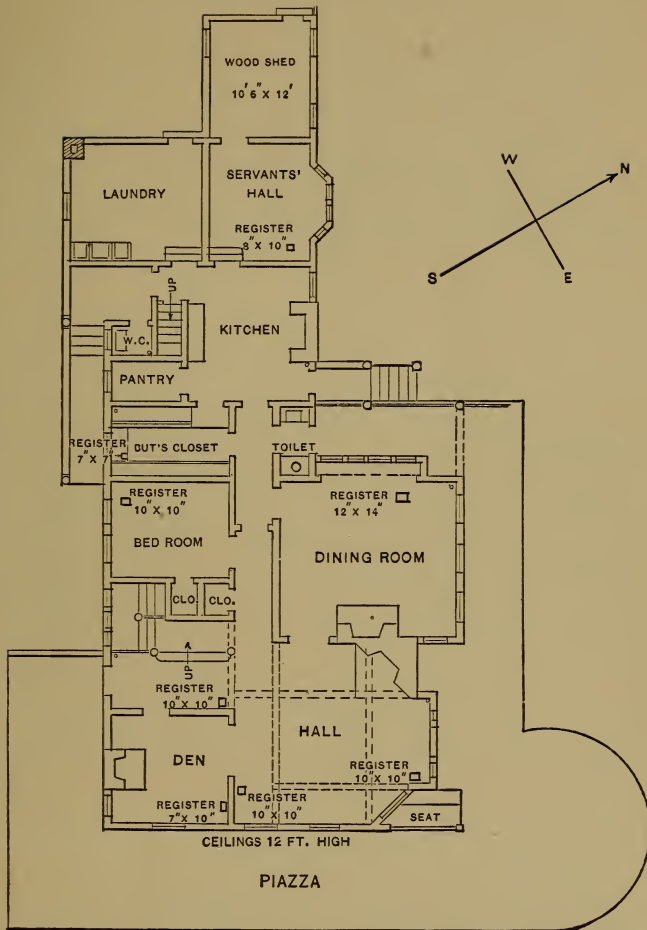 WOOD SHED
10' 6" X 12'
LAUNDRY
SERVANTS'
HALL
REGISTER
8" X 10"
W
N
S
E
UP
KITCHEN
W.C.
PANTRY
REGISTER
7" X 7"
BUT'S CLOSET
TOILET
REGISTER
10" X 10"
BED ROOM
REGISTER
12" X 14"
DINING ROOM
CLO.
CLO.
UP
REGISTER
10" X 10"
HALL
DEN
REGISTER
10" X 10"
REGISTER
7" X 10"
REGISTER
10" X 10"
SEAT
CEILINGS 12 FT. HIGH
PIAZZA